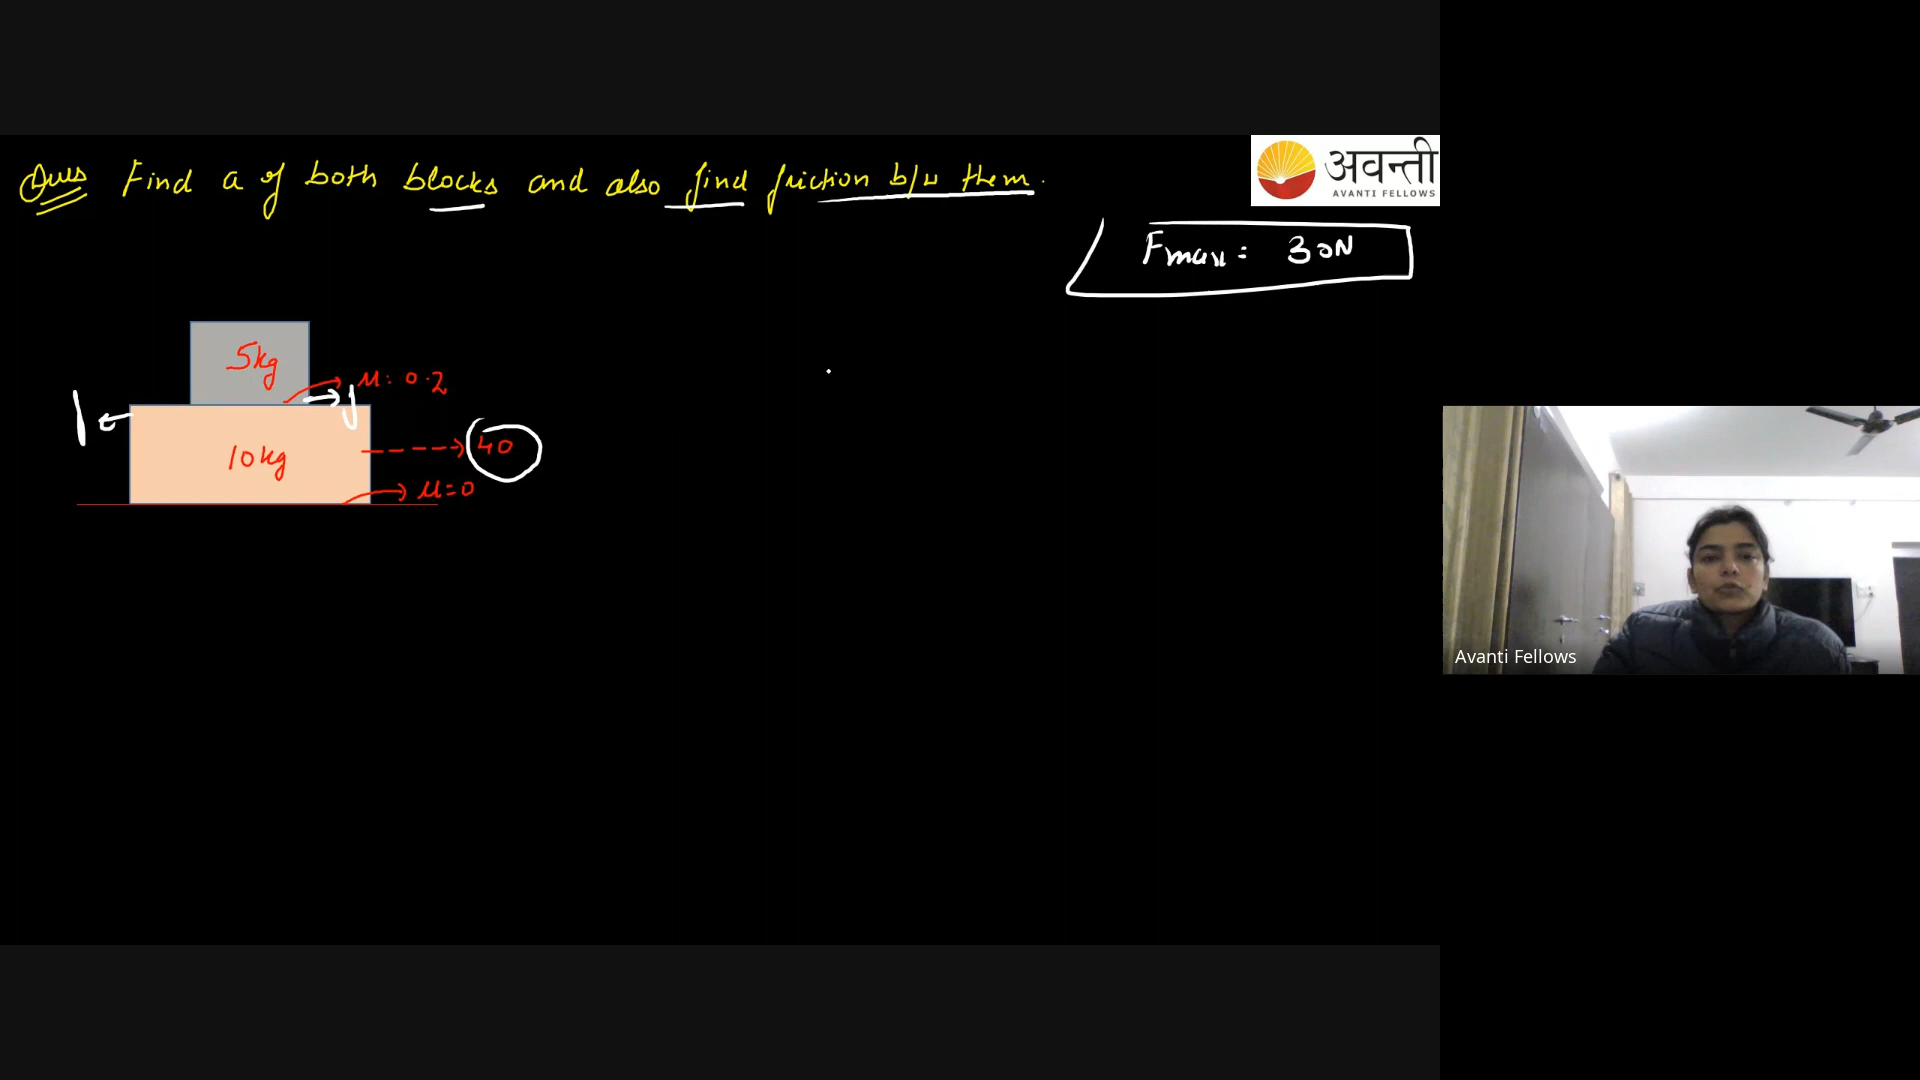 Ques Find a of both blocks and also find friction b/w them.
अवन्ती
AVANTI FELLOWS
Fmax = 30N
5kg
μ = 0.2
f
f
10kg
40
μ = 0
Avanti Fellows